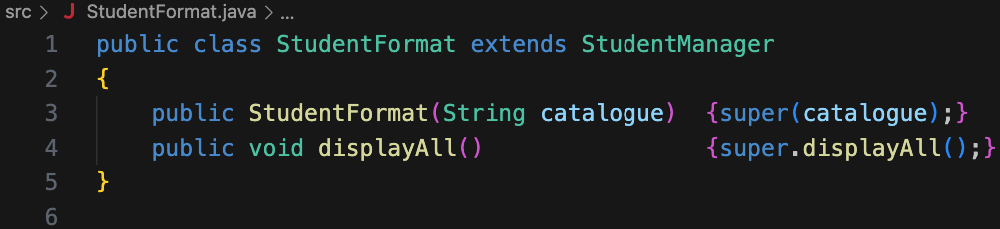 src > J StudentFormat.java > ...
1 public class StudentFormat extends StudentManager
2 {
3 public StudentFormat(String catalogue) {super(catalogue);}
4 public void displayAll() {super.displayAll();}
5 }
6